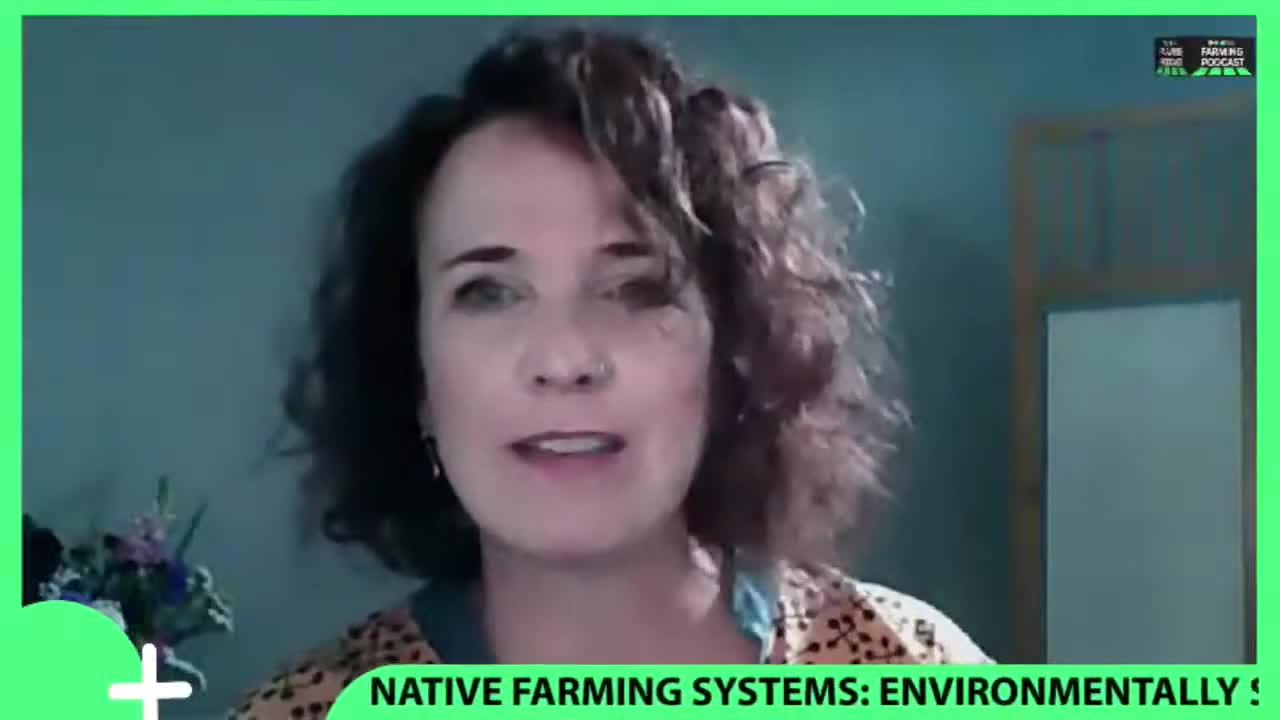 FARMING
PODCAST
NATIVE FARMING SYSTEMS: ENVIRONMENTALLY